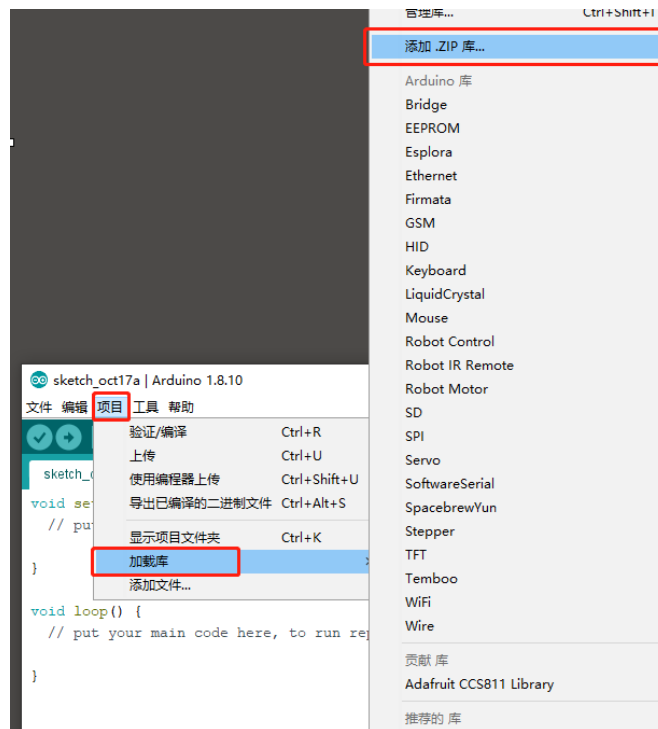 管理库...
Ctrl+Shift+I
添加 .ZIP 库...
Arduino 库
Bridge
EEPROM
Esplora
Ethernet
Firmata
GSM
HID
Keyboard
LiquidCrystal
Mouse
Robot Control
Robot IR Remote
Robot Motor
SD
SPI
Servo
SoftwareSerial
SpacebrewYun
Stepper
TFT
Temboo
WiFi
Wire
贡献 库
Adafruit CCS811 Library
推荐的 库
sketch_oct17a | Arduino 1.8.10
文件 编辑 项目 工具 帮助
验证/编译 Ctrl+R
上传 Ctrl+U
使用编程器上传 Ctrl+Shift+U
导出已编译的二进制文件 Ctrl+Alt+S
显示项目文件夹 Ctrl+K
加载库
添加文件...
sketch_
void se
// pu
}
void loop() {
// put your main code here, to run re
}